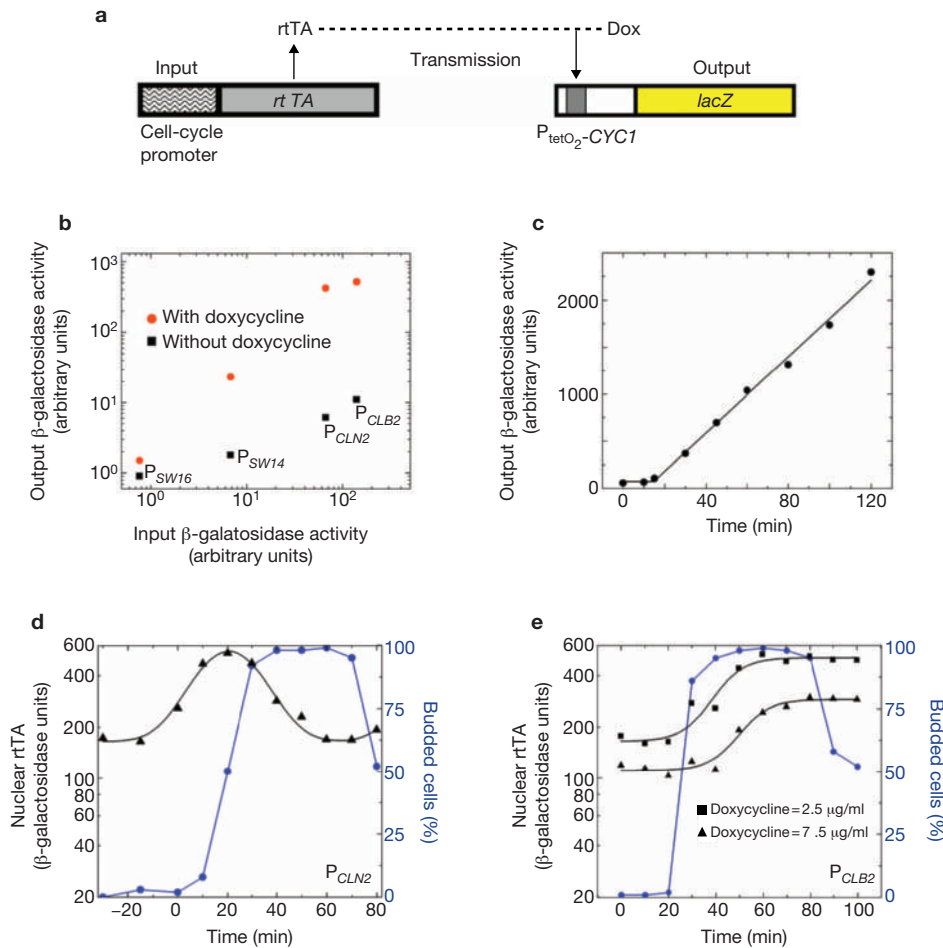 a
rtTA
Dox
Input
Transmission
Output
rt TA
lacZ
Cell-cycle
promoter
PtetO2-CYC1
b
Output β-galactosidase activity
(arbitrary units)
10³
10²
10¹
10⁰
With doxycycline
Without doxycycline
PSW16
PSW14
PCLN2
PCLB2
10⁰ 10¹ 10²
Input β-galatosidase activity
(arbitrary units)
c
Output β-galactosidase activity
(arbitrary units)
2000
1000
0
0 40 80 120
Time (min)
d
Nuclear rtTA
((β-galactosidase units)
600
400
200
100
80
60
40
20
100
75
50
25
0
Budded cells (%)
PCLN2
−20 0 20 40 60 80
Time (min)
e
Nuclear rtTA
((β-galactosidase units)
600
400
200
100
80
60
40
20
100
75
50
25
0
Budded cells (%)
Doxycycline=2.5 μg/ml
Doxycycline=7 .5 μg/ml
PCLB2
0 20 40 60 80 100
Time (min)